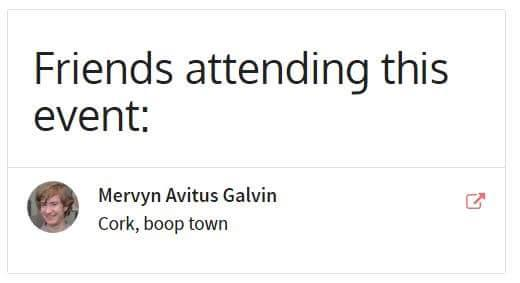 Friends attending this
event:
Mervyn Avitus Galvin
Cork, boop town